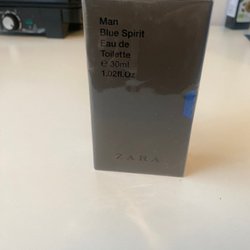 Man
Blue Spirit
Eau de
Toilette
℮ 30ml
1.02fl.Oz
ZARA